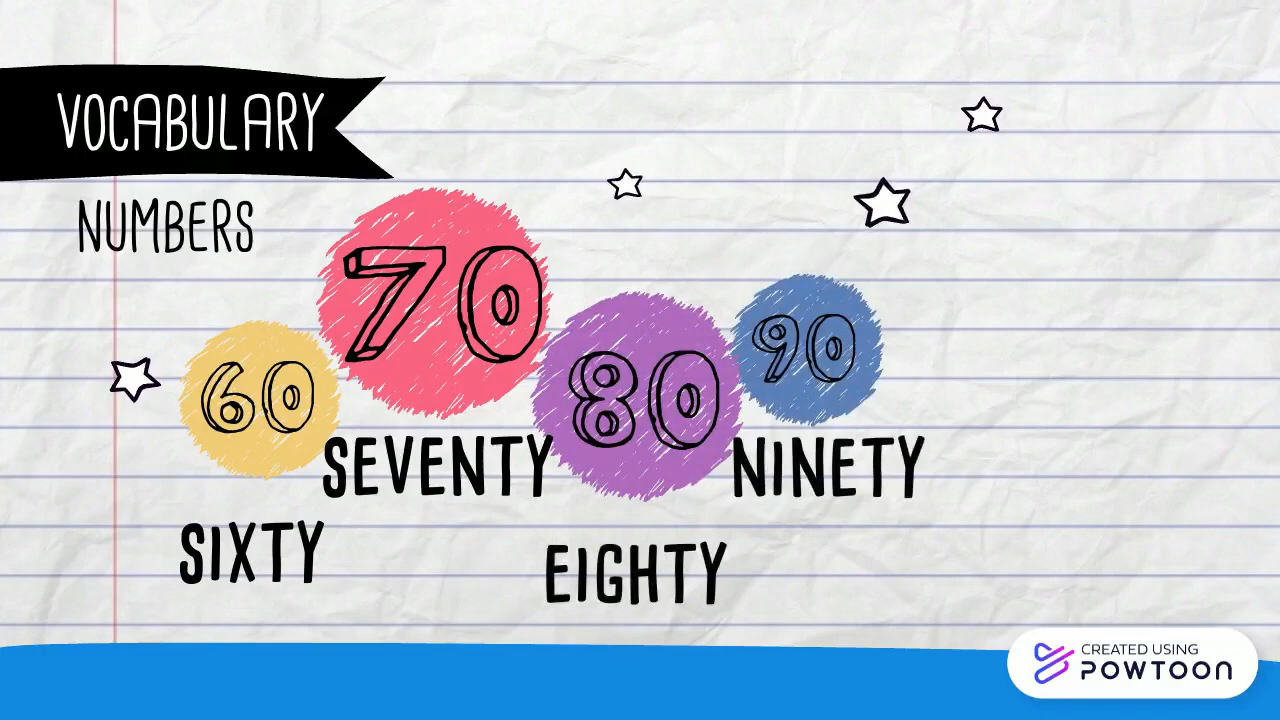 VOCABULARY
NUMBERS
60
SIXTY
70
SEVENTY
80
EIGHTY
90
NINETY
CREATED USING
POWTOON